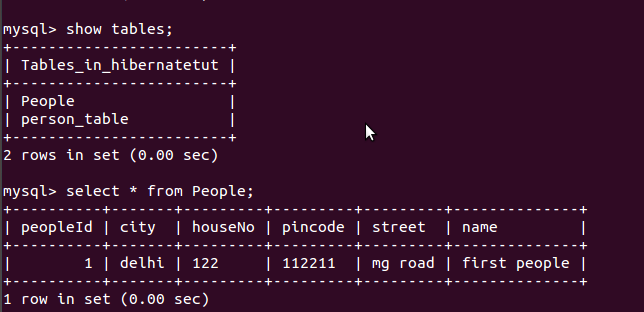 mysql> show tables;
+------------------------+
| Tables_in_hibernatetut |
+------------------------+
| People                 |
| person_table           |
+------------------------+
2 rows in set (0.00 sec)
mysql> select * from People;
+----------+-------+---------+---------+---------+--------------+
| peopleId | city  | houseNo | pincode | street  | name         |
+----------+-------+---------+---------+---------+--------------+
|        1 | delhi | 122     | 112211  | mg road | first people |
+----------+-------+---------+---------+---------+--------------+
1 row in set (0.00 sec)